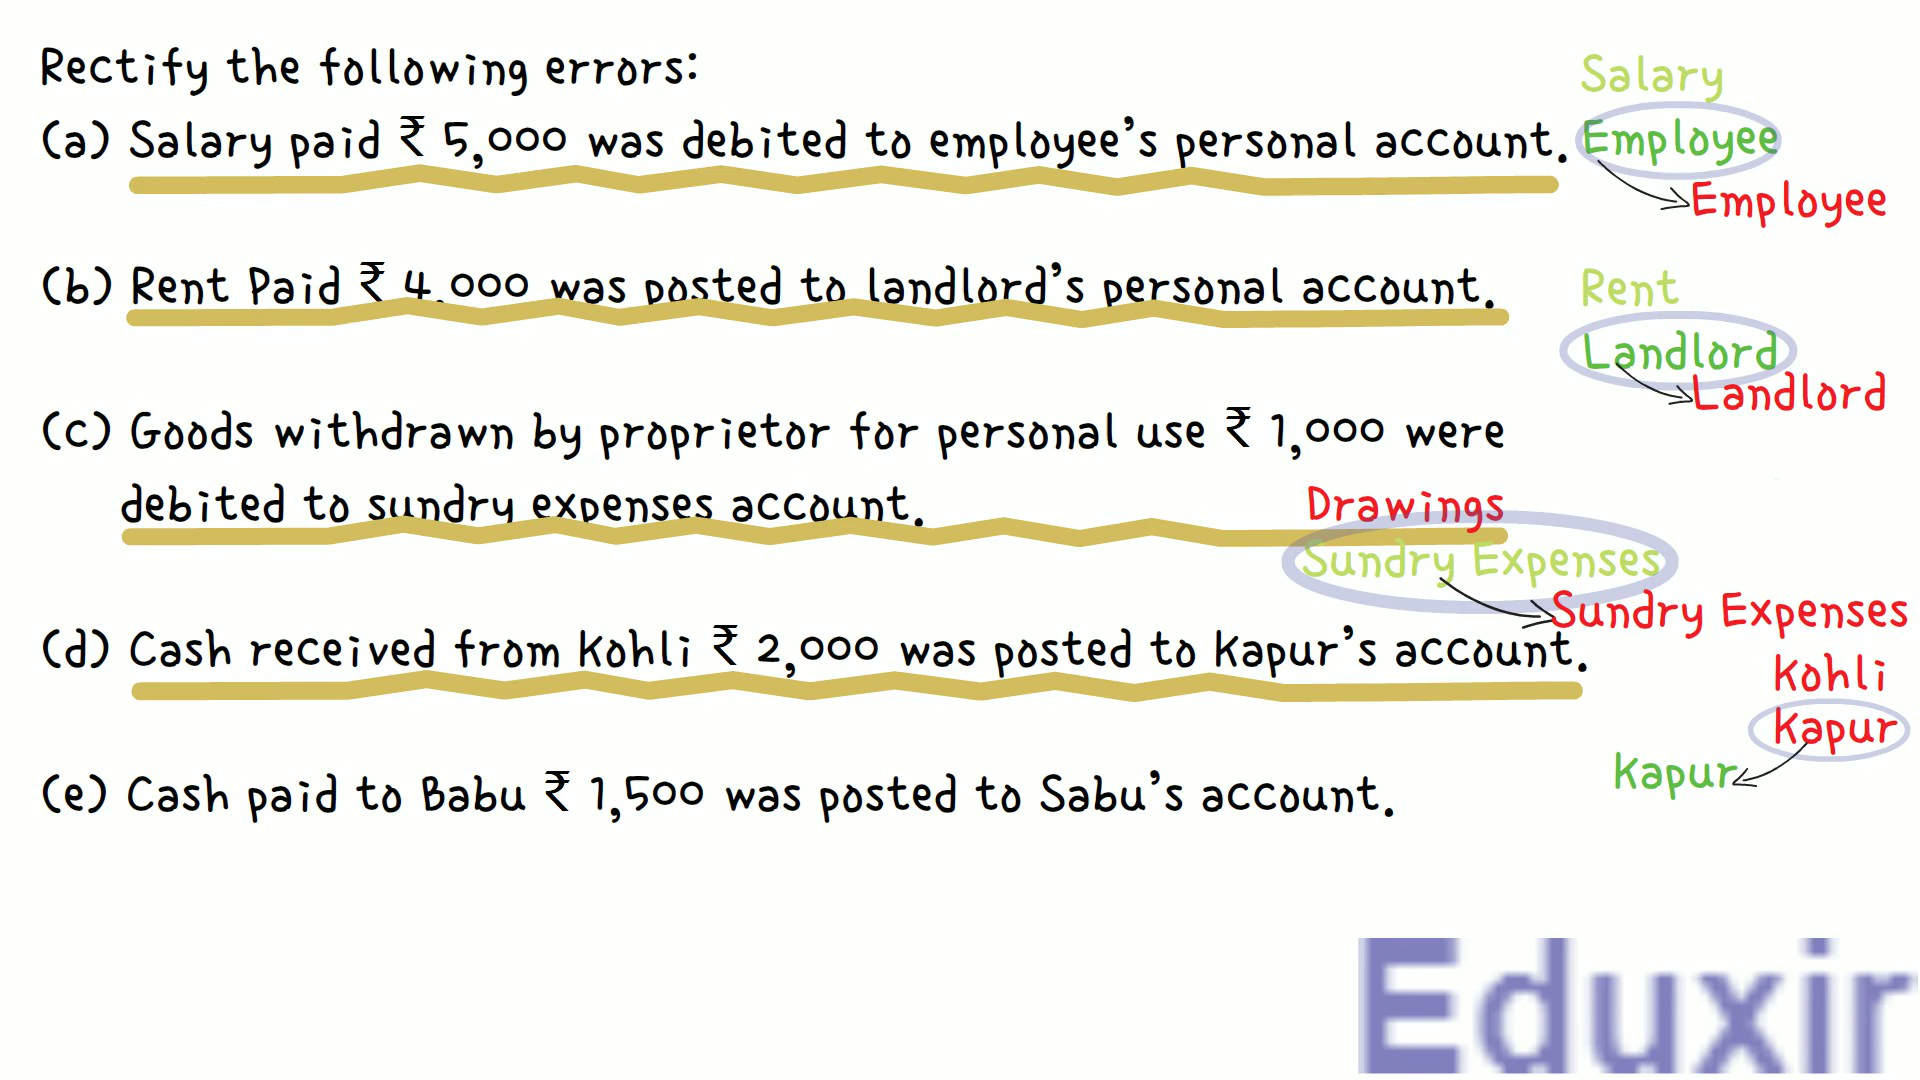 Rectify the following errors:
Salary
(a) Salary paid ₹ 5,000 was debited to employee's personal account.
Employee
Employee
(b) Rent Paid ₹ 4,000 was posted to landlord's personal account.
Rent
Landlord
Landlord
(c) Goods withdrawn by proprietor for personal use ₹ 1,000 were
debited to sundry expenses account.
Drawings
Sundry Expenses
Sundry Expenses
(d) Cash received from Kohli ₹ 2,000 was posted to Kapur's account.
Kohli
Kapur
Kapur
(e) Cash paid to Babu ₹ 1,500 was posted to Sabu's account.
Eduxir